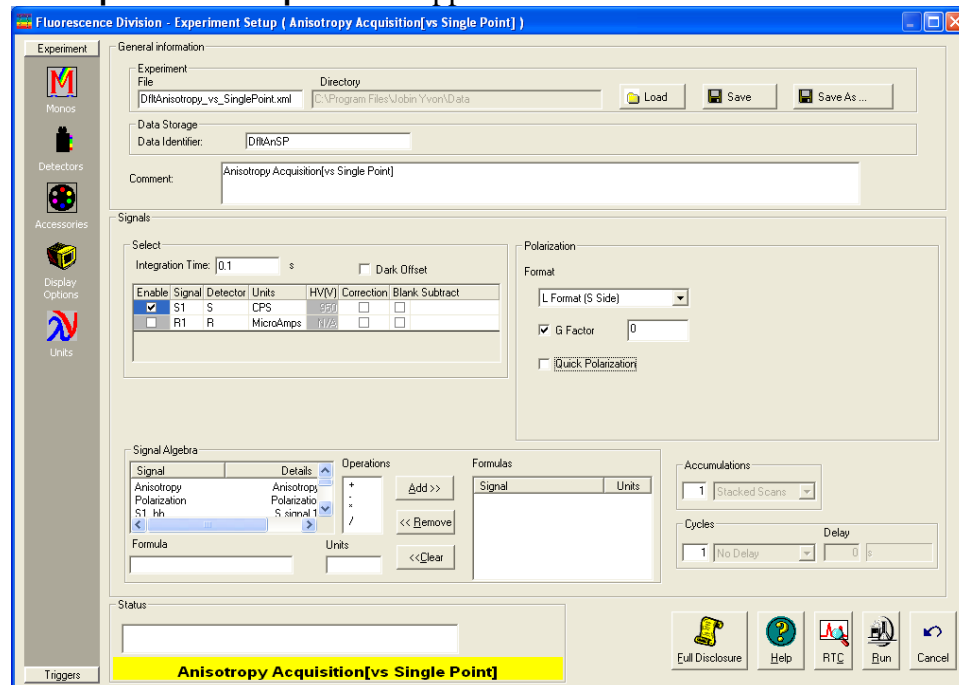 Fluorescence Division - Experiment Setup ( Anisotropy Acquisition[vs Single Point] )
Experiment
Monos
Detectors
Accessories
Display
Options
Units
Triggers
General information
Experiment
File
Directory
DfltAnisotropy_vs_SinglePoint.xml
C:\Program Files\Jobin Yvon\Data
Load
Save
Save As ...
Data Storage
Data Identifier:
DfltAnSP
Comment:
Anisotropy Acquisition[vs Single Point]
Signals
Select
Integration Time: 0.1 s
Dark Offset
Enable Signal Detector Units HV(V) Correction Blank Subtract
S1 S CPS 950
R1 R MicroAmps N/A
Polarization
Format
L Format (S Side)
G Factor 0
Quick Polarization
Signal Algebra
Signal Details
Anisotropy Anisotropy
Polarization Polarizatio
S1_hh S signal 1
Formula
Units
Operations
+
-
*
/
Add >>
<< Remove
<<Clear
Formulas
Signal Units
Accumulations
1 Stacked Scans
Cycles
Delay
1 No Delay 0 s
Status
Anisotropy Acquisition[vs Single Point]
Full Disclosure
Help
RTC
Run
Cancel